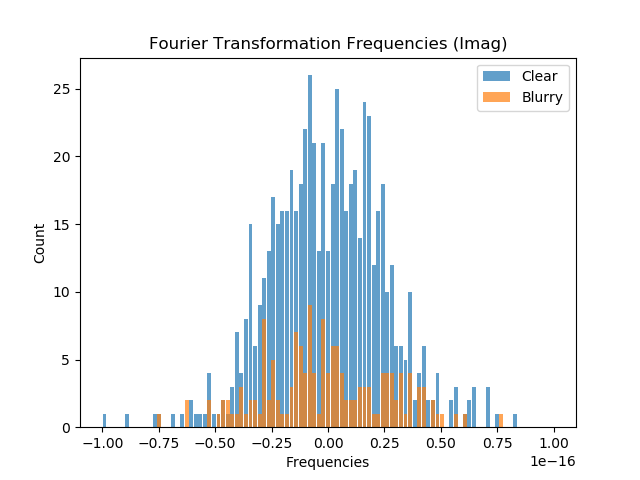 Fourier Transformation Frequencies (Imag)
Clear
Blurry
Count
25
20
15
10
5
0
−1.00 −0.75 −0.50 −0.25 0.00 0.25 0.50 0.75 1.00
Frequencies
1e−16